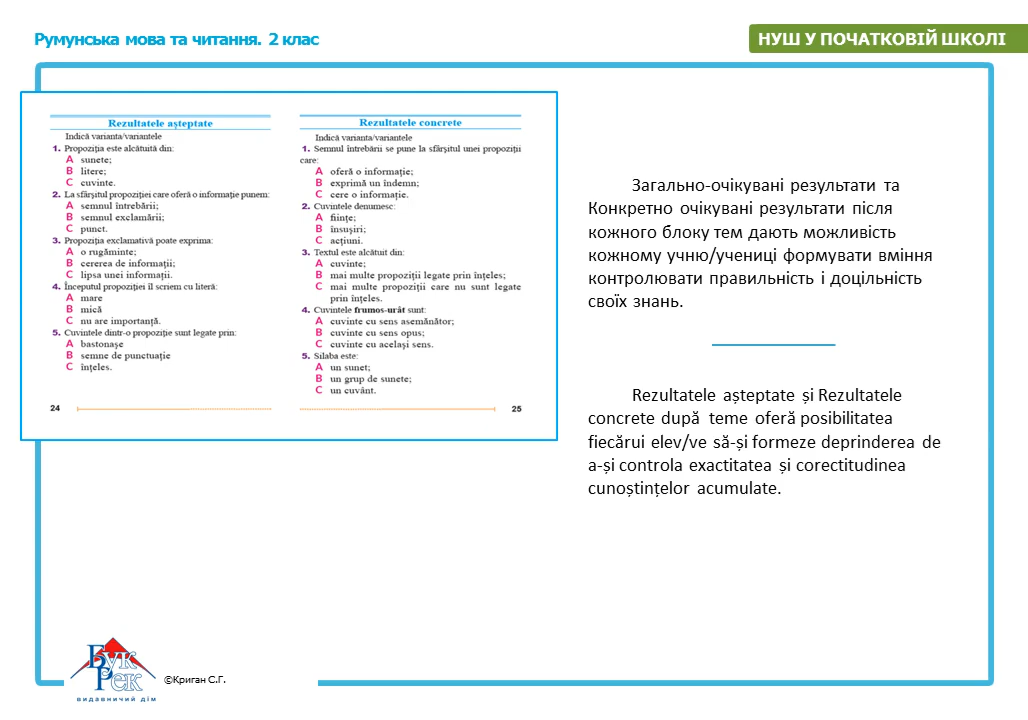 Румунська мова та читання. 2 клас
НУШ У ПОЧАТКОВІЙ ШКОЛІ
Rezultatele așteptate
Indică varianta/variantele
1. Propoziția este alcătuită din:
A sunete;
B litere;
C cuvinte.
2. La sfârșitul propoziției care oferă o informație punem:
A semnul întrebării;
B semnul exclamării;
C punct.
3. Propoziția exclamativă poate exprima:
A o rugăminte;
B cererea de informații;
C lipsa unei informații.
4. Începutul propoziției îl scriem cu literă:
A mare
B mică
C nu are importanță.
5. Cuvintele dintr-o propoziție sunt legate prin:
A bastonașe
B semne de punctuație
C înțeles.
24
Rezultatele concrete
Indică varianta/variantele
1. Semnul întrebării se pune la sfârșitul unei propoziții
care:
A oferă o informație;
B exprimă un îndemn;
C cere o informație.
2. Cuvintele denumesc:
A ființe;
B însușiri;
C acțiuni.
3. Textul este alcătuit din:
A cuvinte;
B mai multe propoziții legate prin înțeles;
C mai multe propoziții care nu sunt legate
prin înțeles.
4. Cuvintele frumos-urât sunt:
A cuvinte cu sens asemănător;
B cuvinte cu sens opus;
C cuvinte cu același sens.
5. Silaba este:
A un sunet;
B un grup de sunete;
C un cuvânt.
25
Загально-очікувані результати та
Конкретно очікувані результати після
кожного блоку тем дають можливість
кожному учню/учениці формувати вміння
контролювати правильність і доцільність
своїх знань.
Rezultatele așteptate și Rezultatele
concrete după teme oferă posibilitatea
fiecărui elev/ve să-și formeze deprinderea de
a-și controla exactitatea și corectitudinea
cunoștințelor acumulate.
Бук
Рек
видавничий дім
©Криган С.Г.